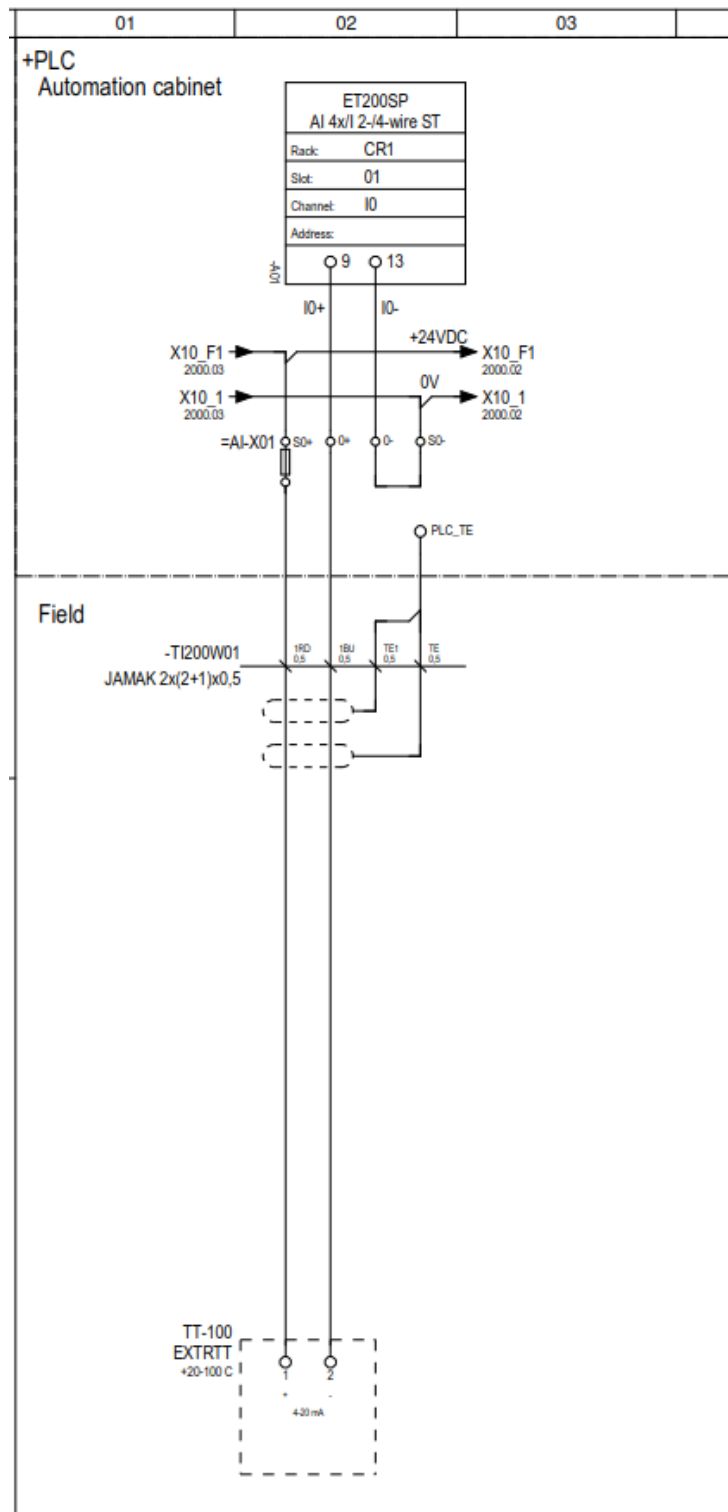 01 02 03
+PLC
Automation cabinet
ET200SP
AI 4x/I 2-/4-wire ST
Rack: CR1
Slot: 01
Channel: I0
Address:
-A01
9 13
I0+ I0-
+24VDC
X10_F1 X10_F1
2000.03 2000.02
0V
X10_1 X10_1
2000.03 2000.02
=AI-X01 S0+ 0+ 0- S0-
PLC_TE
Field
-TI200W01 1RD 1BU TE1 TE
0,5 0,5 0,5 0,5
JAMAK 2x(2+1)x0,5
TT-100
EXTRTT
+20-100 C
1 2
+ -
4-20 mA